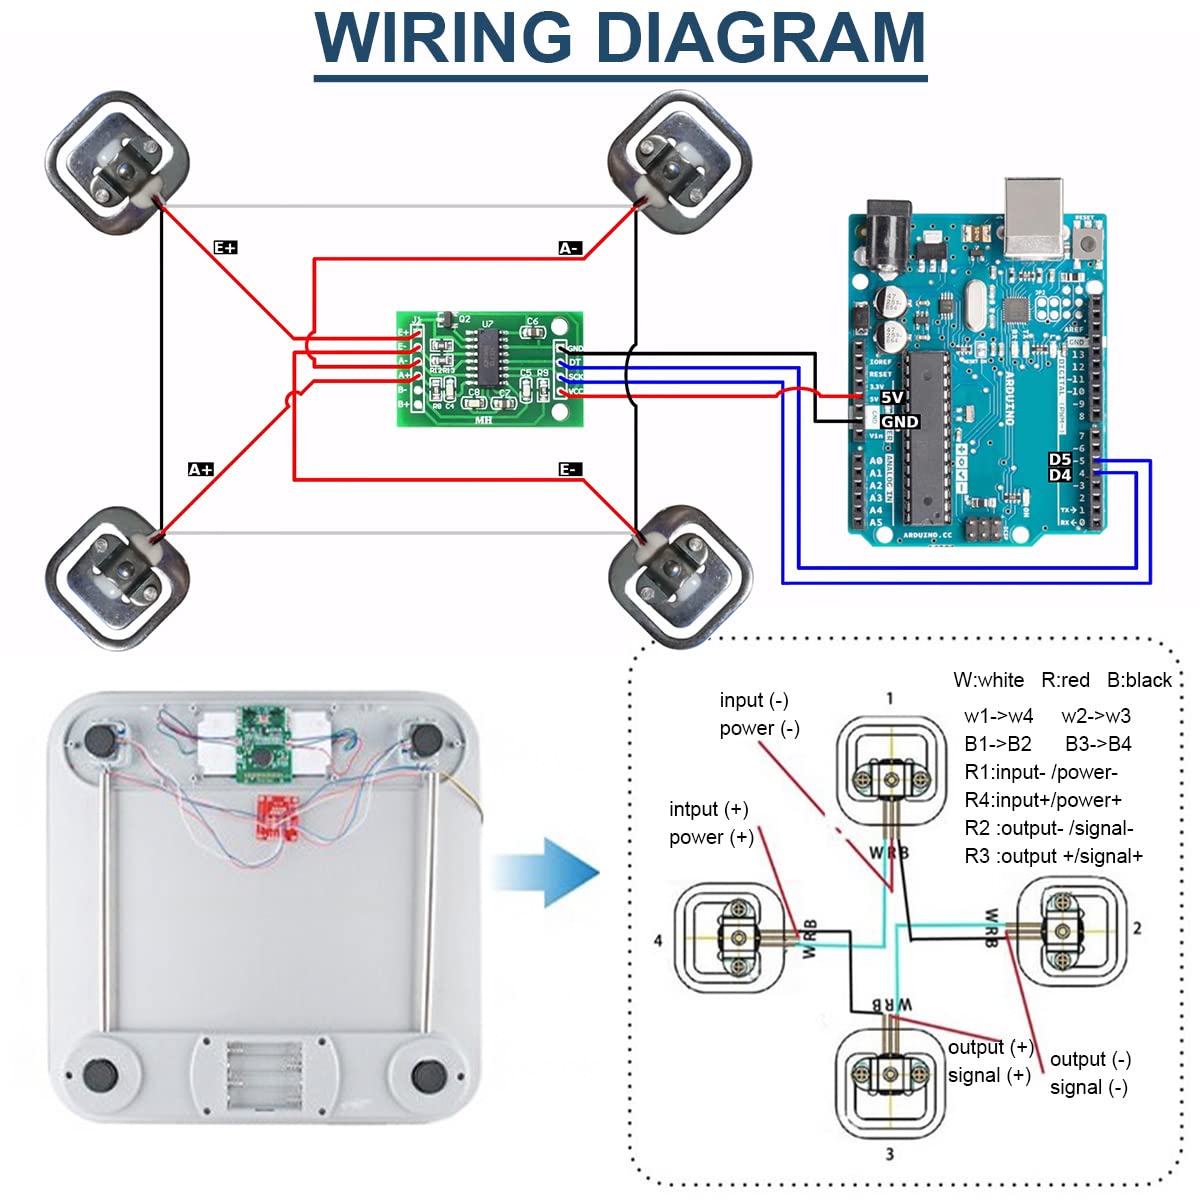 WIRING DIAGRAM
E+
A-
J1
Q2
U7
C6
E+
E-
A-
A+
B-
B+
R12 R13
R8 C4
C8
C7
C5 R9
GND
DT
SCK
VCC
MH
A+
E-
RESET
AREF
GND
13
12
~11
~10
~9
8
7
~6
~5
4
~3
2
TX→1
RX←0
IOREF
RESET
3.3V
5V
GND
Vin
5V
GND
POWER
ANALOG IN
A0
A1
A2
A3
A4
A5
ARDUINO
DIGITAL (PWM~)
D5
D4
ON
ICSP
ARDUINO.CC
W:white R:red B:black
w1->w4 w2->w3
B1->B2 B3->B4
R1:input- /power-
R4:input+/power+
R2 :output- /signal-
R3 :output +/signal+
input (-)
power (-)
1
intput (+)
power (+)
W R B
4
W R B
W R B
2
W R B
output (+)
signal (+)
output (-)
signal (-)
3